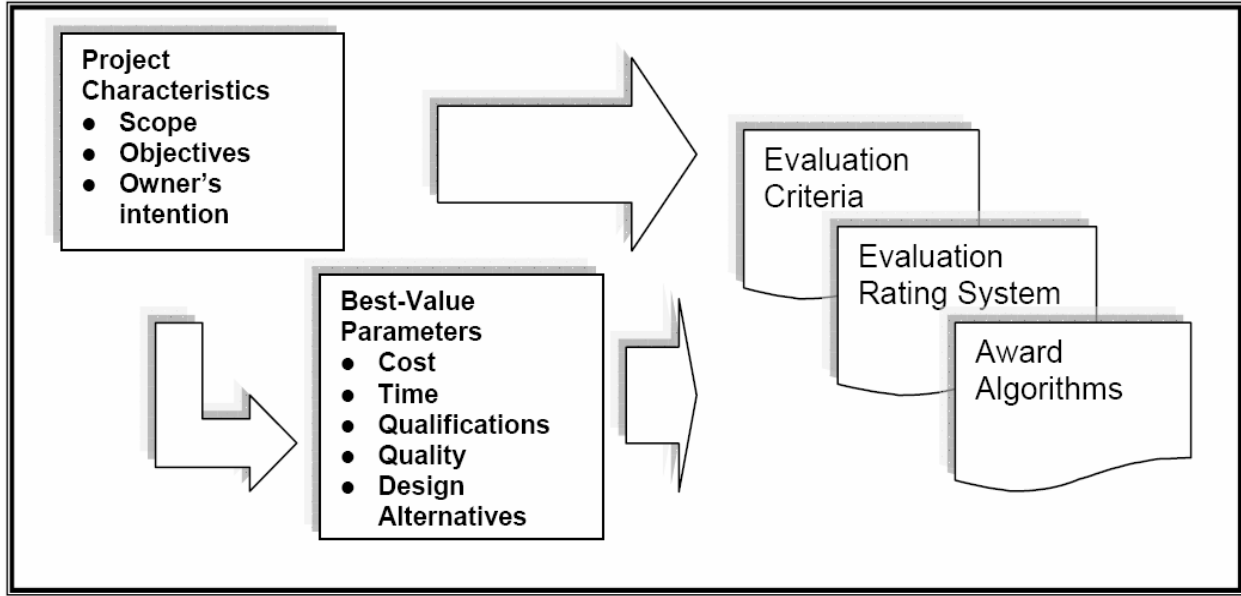 Project
Characteristics
● Scope
● Objectives
● Owner’s
intention
Best-Value
Parameters
● Cost
● Time
● Qualifications
● Quality
● Design
Alternatives
Evaluation
Criteria
Evaluation
Rating System
Award
Algorithms